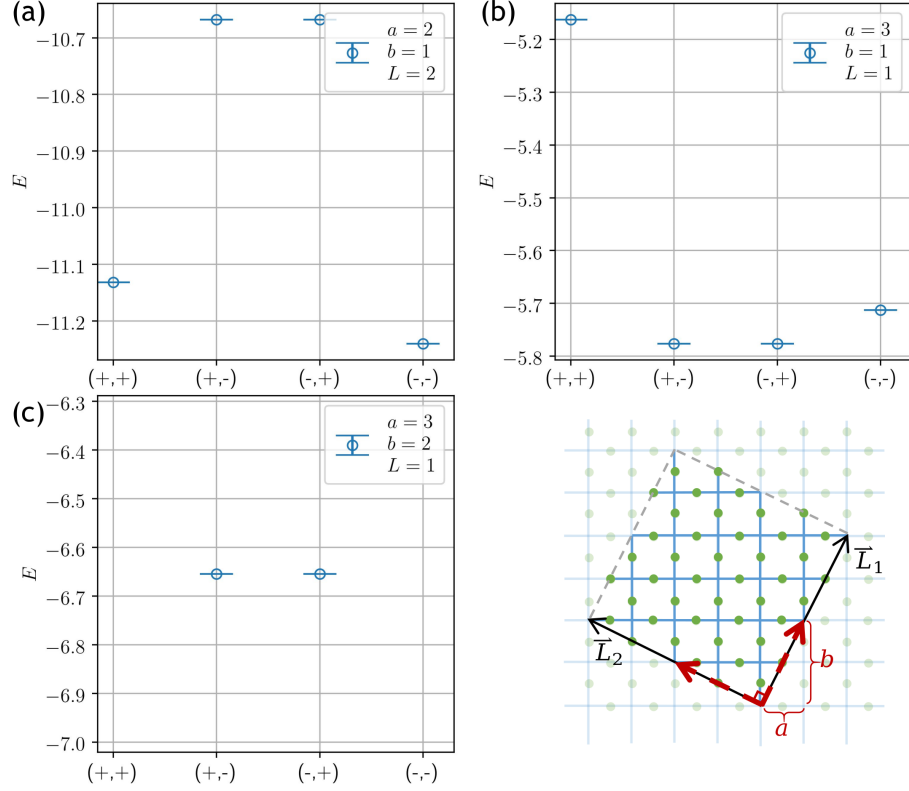 (a)
−10.7
−10.8
−10.9
−11.0
−11.1
−11.2
E
a = 2
b = 1
L = 2
(+,+) (+,-) (-,+) (-,-)
(b)
−5.2
−5.3
−5.4
−5.5
−5.6
−5.7
−5.8
E
a = 3
b = 1
L = 1
(+,+) (+,-) (-,+) (-,-)
(c)
−6.3
−6.4
−6.5
−6.6
−6.7
−6.8
−6.9
−7.0
E
a = 3
b = 2
L = 1
(+,+) (+,-) (-,+) (-,-)
L⃗₁
L⃗₂
b
a